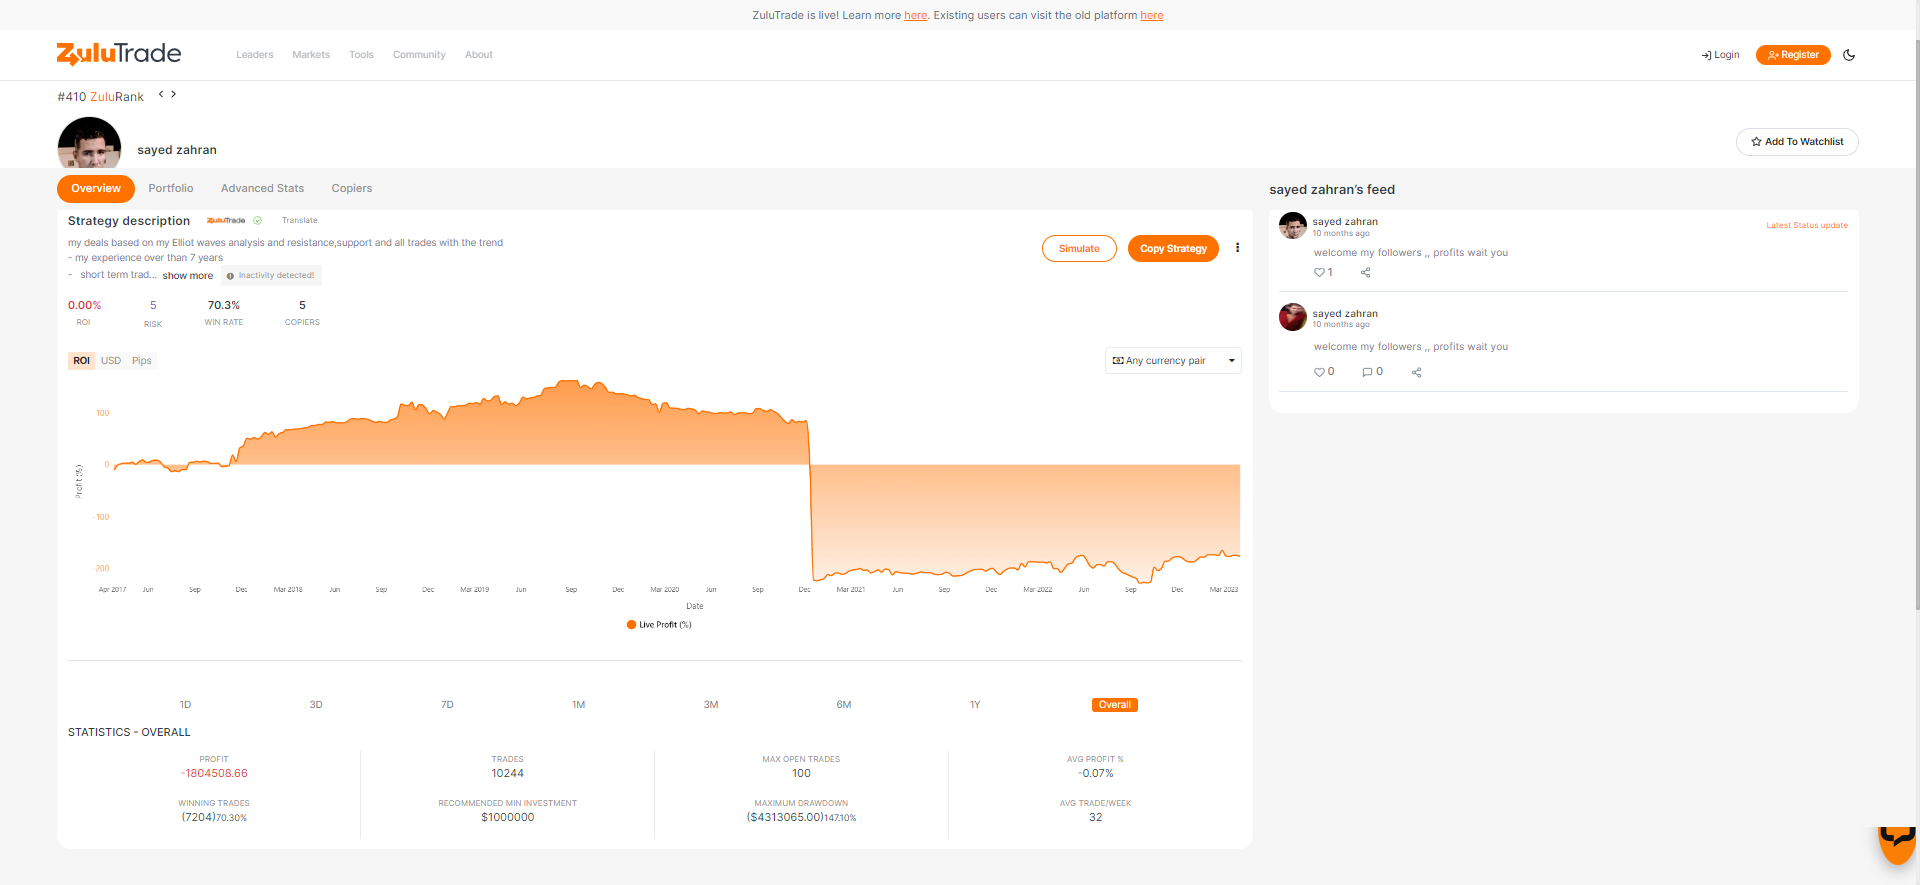 ZuluTrade is live! Learn more here. Existing users can visit the old platform here
ZuluTrade
Leaders Markets Tools Community About
Login Register
#410 ZuluRank
sayed zahran
Add To Watchlist
Overview Portfolio Advanced Stats Copiers
Strategy description ZuluTrade Translate
my deals based on my Elliot waves analysis and resistance,support and all trades with the trend
- my experience over than 7 years
- short term trad... show more Inactivity detected!
Simulate Copy Strategy
0.00% 5 70.3% 5
ROI RISK WIN RATE COPIERS
ROI USD Pips
Any currency pair
100
0
-100
-200
Profit (%)
Apr 2017 Jun Sep Dec Mar 2018 Jun Sep Dec Mar 2019 Jun Sep Dec Mar 2020 Jun Sep Dec Mar 2021 Jun Sep Dec Mar 2022 Jun Sep Dec Mar 2023
Date
Live Profit (%)
1D 3D 7D 1M 3M 6M 1Y Overall
STATISTICS - OVERALL
PROFIT TRADES MAX OPEN TRADES AVG PROFIT %
-1804508.66 10244 100 -0.07%
WINNING TRADES RECOMMENDED MIN INVESTMENT MAXIMUM DRAWDOWN AVG TRADE/WEEK
(7204)70.30% $1000000 ($4313065.00)147.10% 32
sayed zahran's feed
sayed zahran
10 months ago
Latest Status update
welcome my followers ,, profits wait you
1
sayed zahran
10 months ago
welcome my followers ,, profits wait you
0 0